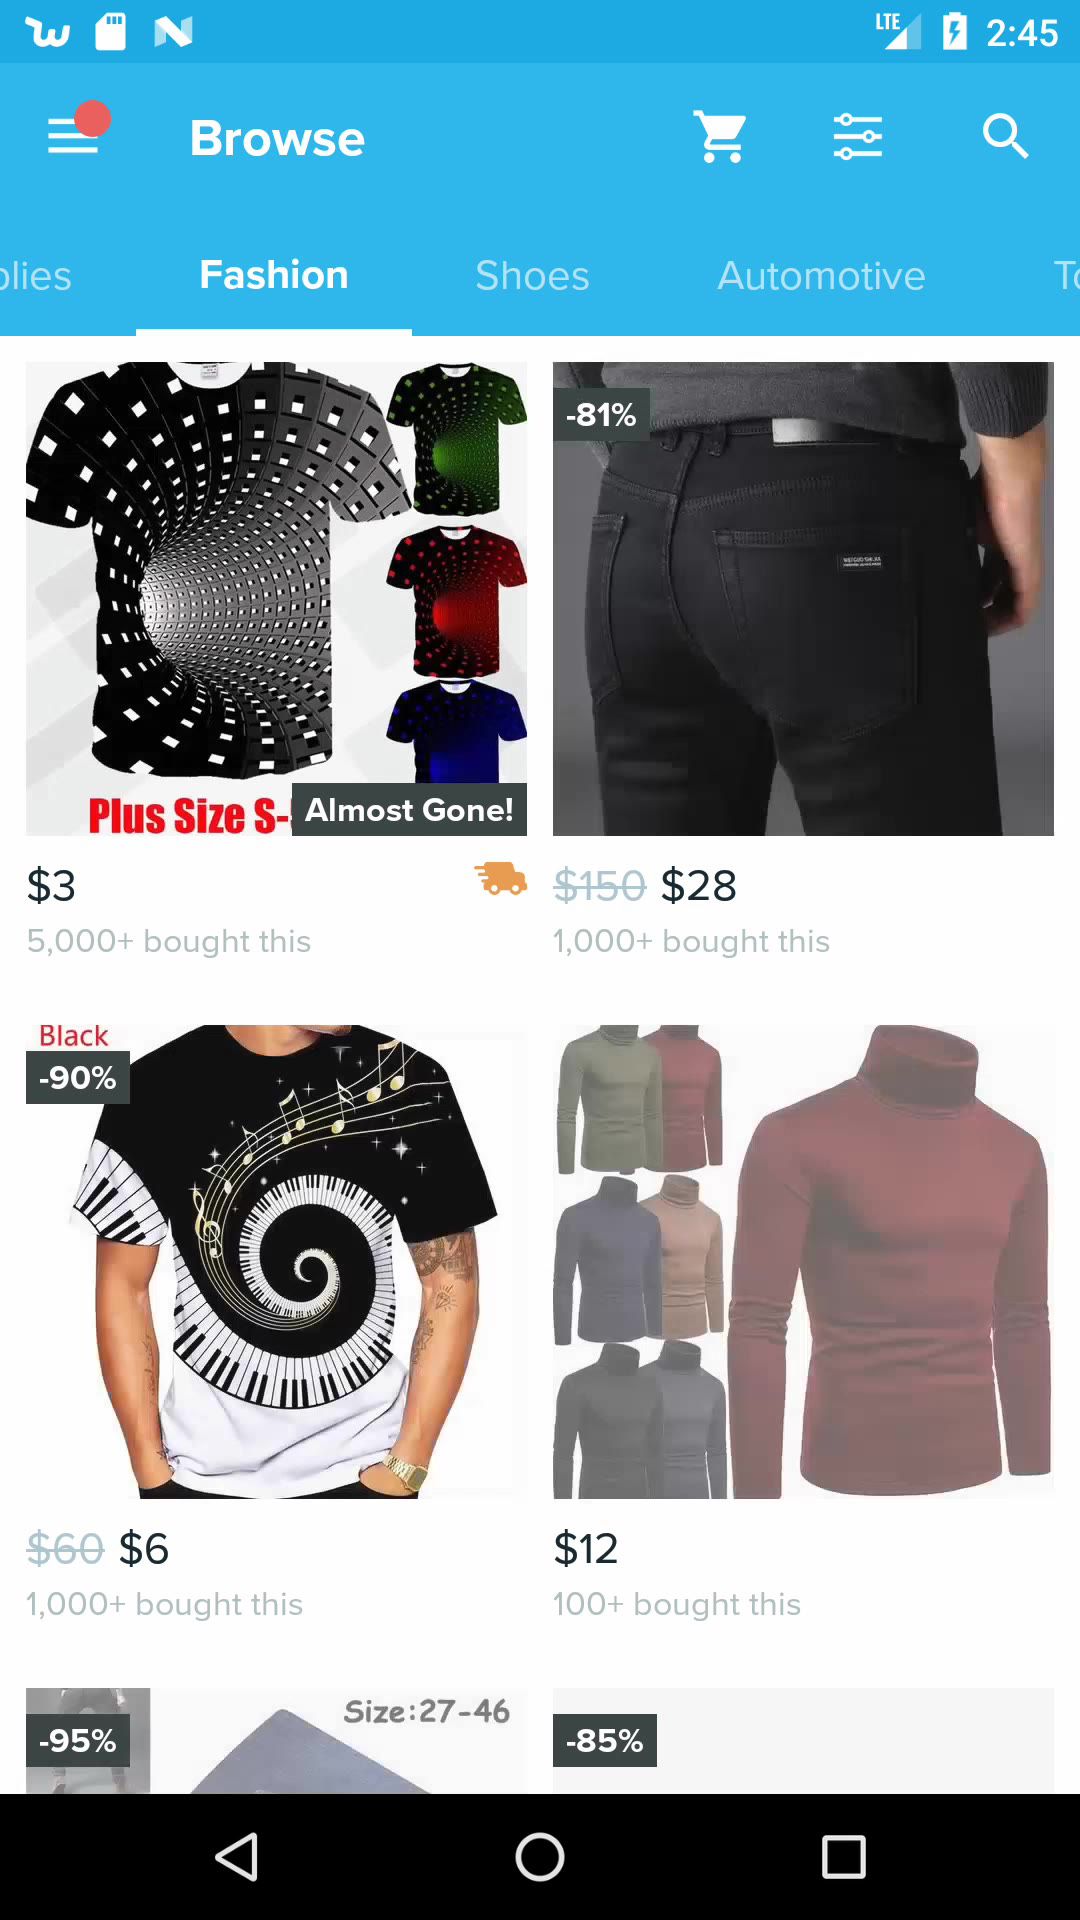 LTE 2:45
Browse
plies Fashion Shoes Automotive To
-81%
Plus Size S- Almost Gone!
$3
5,000+ bought this
$150 $28
1,000+ bought this
Black
-90%
$60 $6
1,000+ bought this
$12
100+ bought this
Size:27-46
-95%
-85%